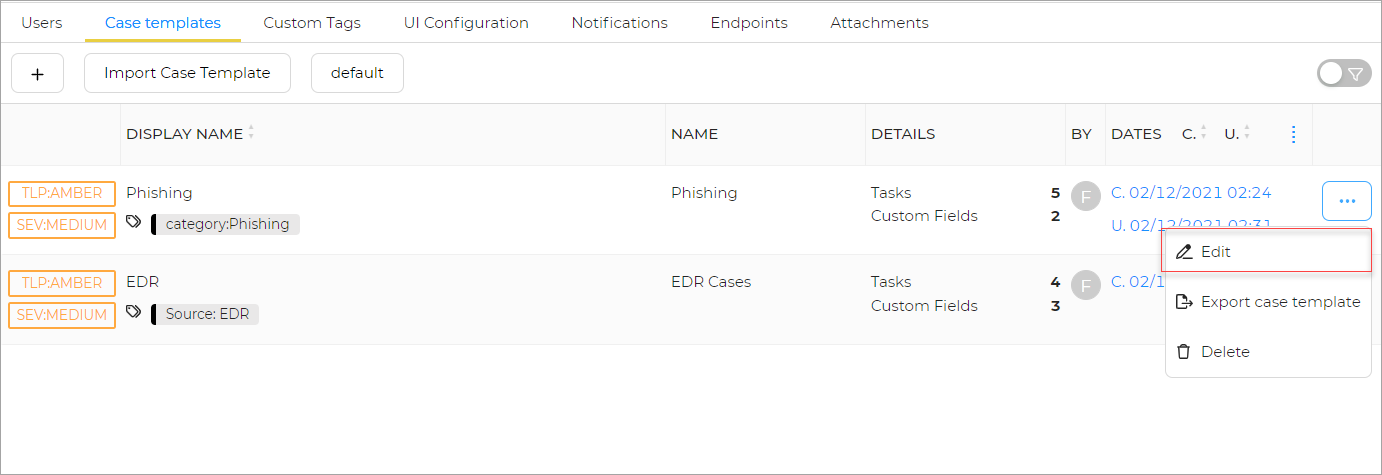 Users Case templates Custom Tags UI Configuration Notifications Endpoints Attachments
+ Import Case Template default
DISPLAY NAME NAME DETAILS BY DATES C. U.
TLP:AMBER Phishing Phishing Tasks 5 F C. 02/12/2021 02:24
SEV:MEDIUM category:Phishing Custom Fields 2 U. 02/12/2021 02:31
Edit
TLP:AMBER EDR EDR Cases Tasks 4 F C. 02/1
SEV:MEDIUM Source: EDR Custom Fields 3
Export case template
Delete